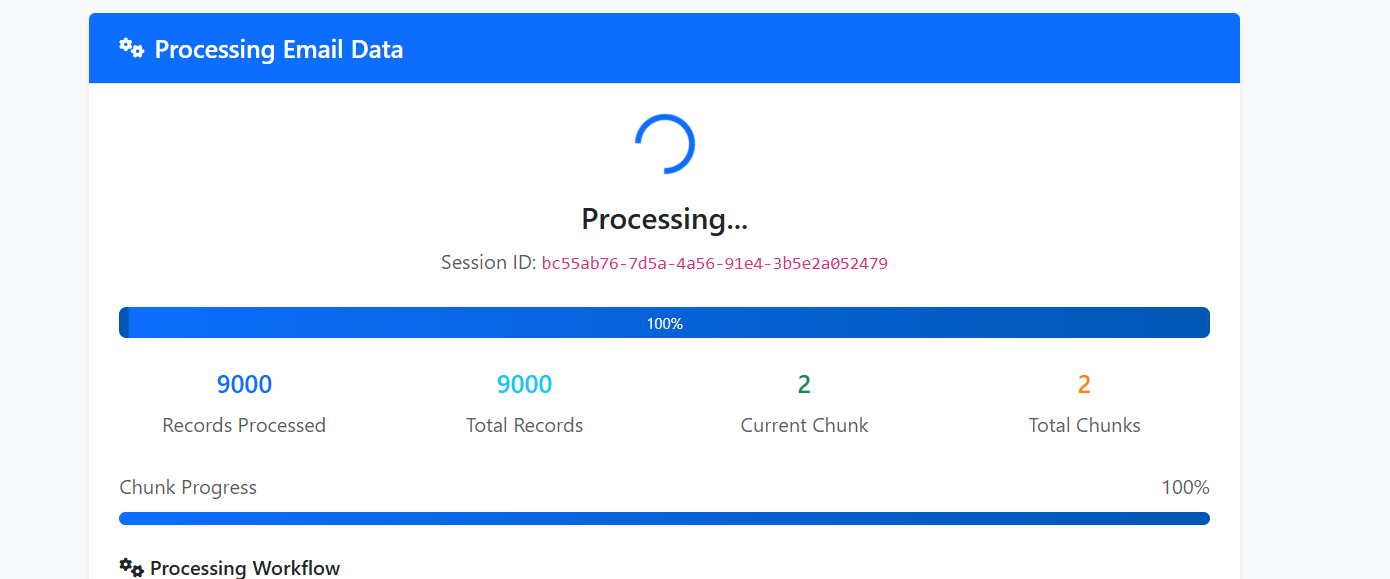 Processing Email Data
Processing...
Session ID: bc55ab76-7d5a-4a56-91e4-3b5e2a052479
100%
9000 9000 2 2
Records Processed Total Records Current Chunk Total Chunks
Chunk Progress 100%
Processing Workflow